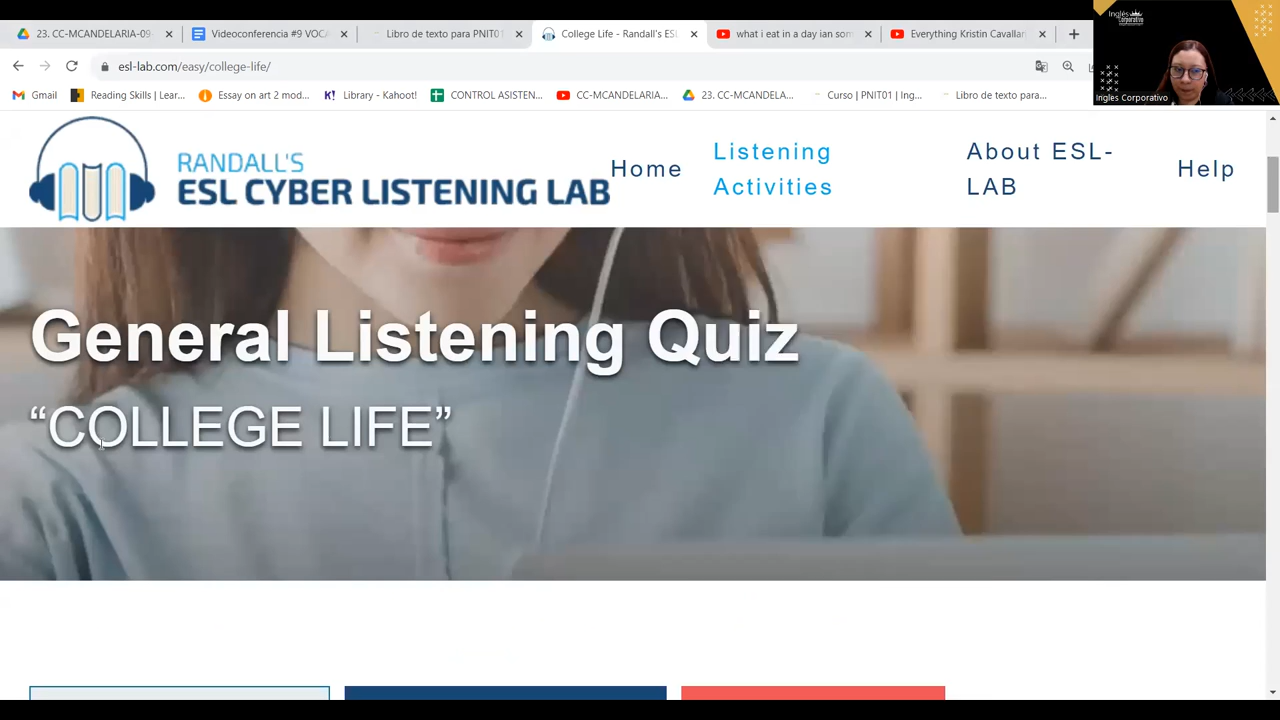 23. CC-MCANDELARIA-09-
Videoconferencia #9 VOCA
Libro de texto para PNIT01
College Life - Randall's ESL
what i eat in a day ian som
Everything Kristin Cavallar
esl-lab.com/easy/college-life/
Gmail
Reading Skills | Lear...
Essay on art 2 mod...
Library - Kahoot!
CONTROL ASISTEN...
CC-MCANDELARIA...
23. CC-MCANDELA...
Curso | PNIT01 | Ing...
Libro de texto para...
Inglés
Corporativo
Ingles Corporativo
RANDALL'S
ESL CYBER LISTENING LAB
Home
Listening
Activities
About ESL-
LAB
Help
General Listening Quiz
“COLLEGE LIFE”